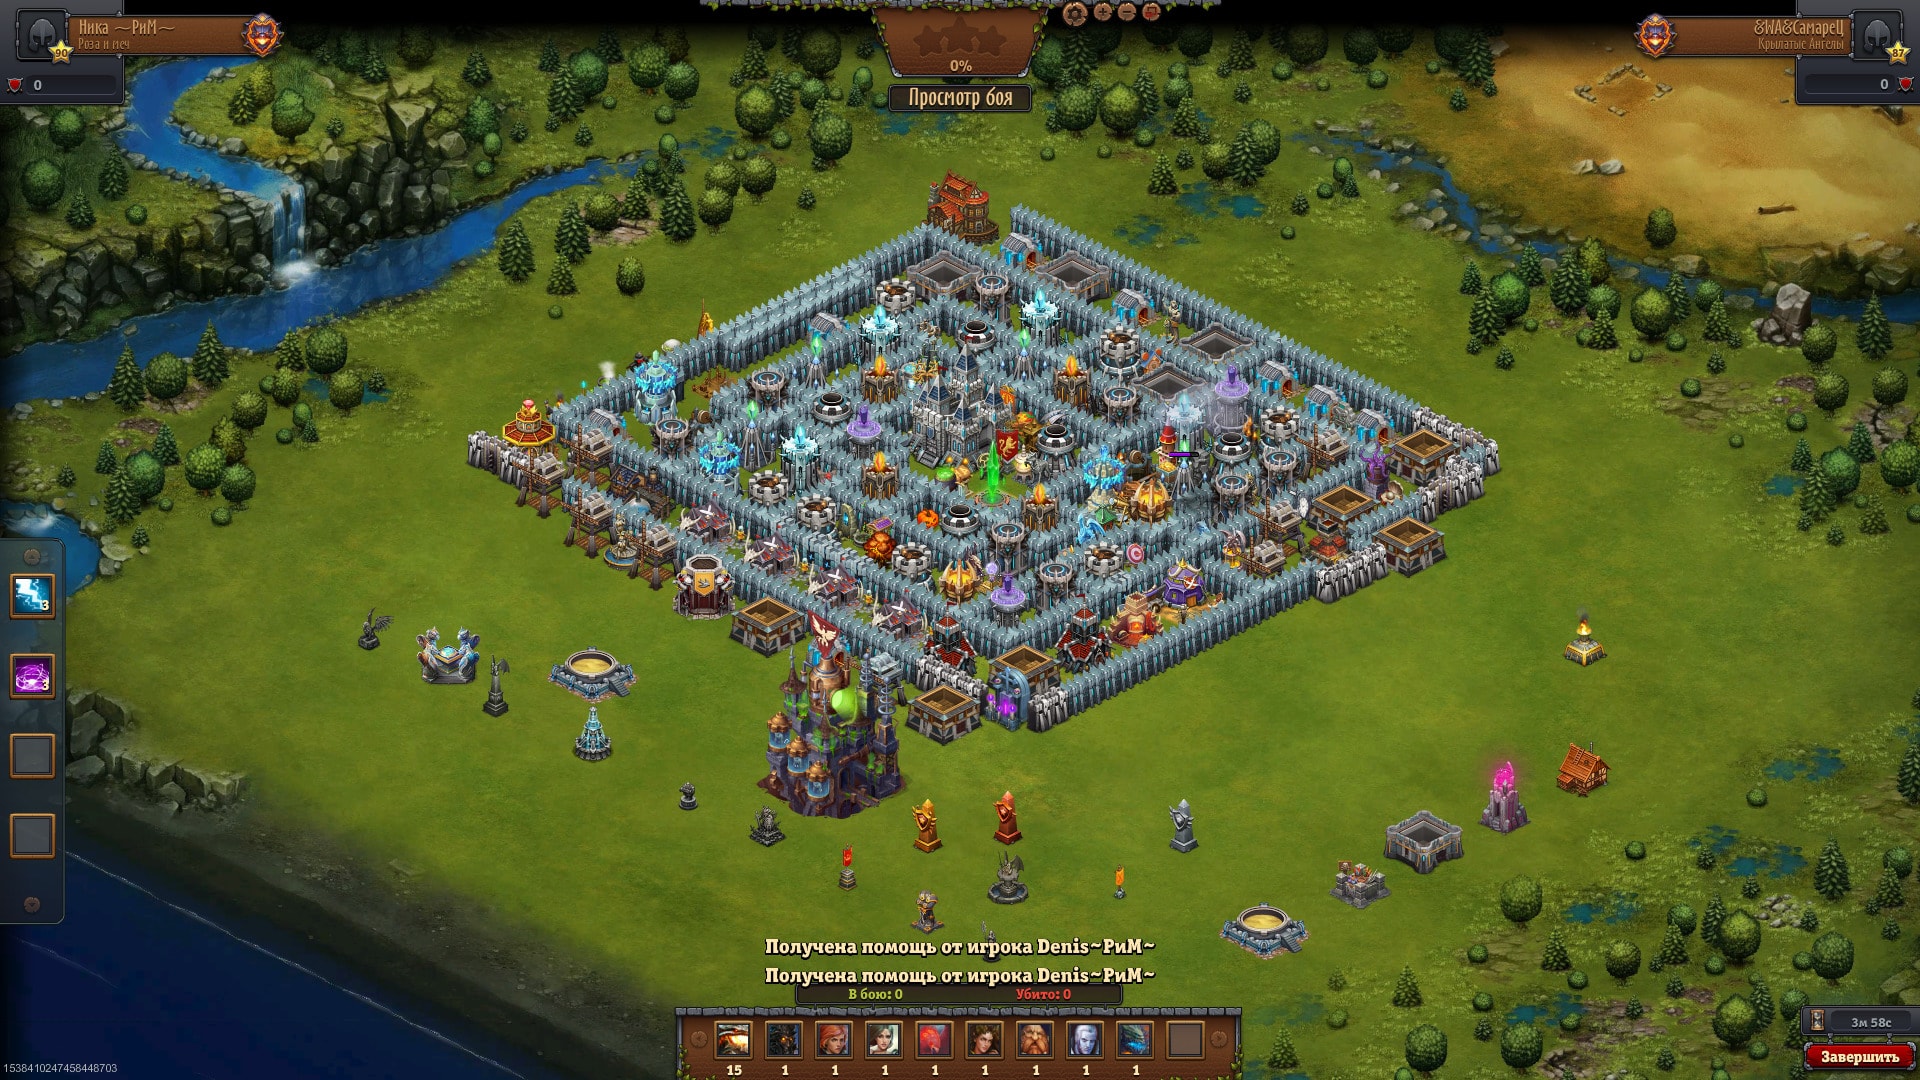 Ника ~РиМ~
Роза и меч
90
0
0%
Просмотр боя
&WA&Самарец
Крылатые Ангелы
87
0
3
3
Получена помощь от игрока Denis~РиМ~
Получена помощь от игрока Denis~РиМ~
В бою: 0
Убито: 0
15
1
1
1
1
1
1
1
1
3м 58с
Завершить
1538410247458448703